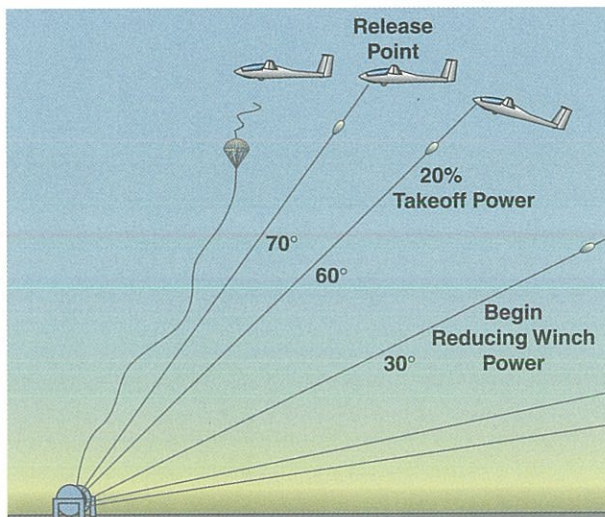 Release
Point
20%
Takeoff Power
70°
60°
Begin
Reducing Winch
Power
30°